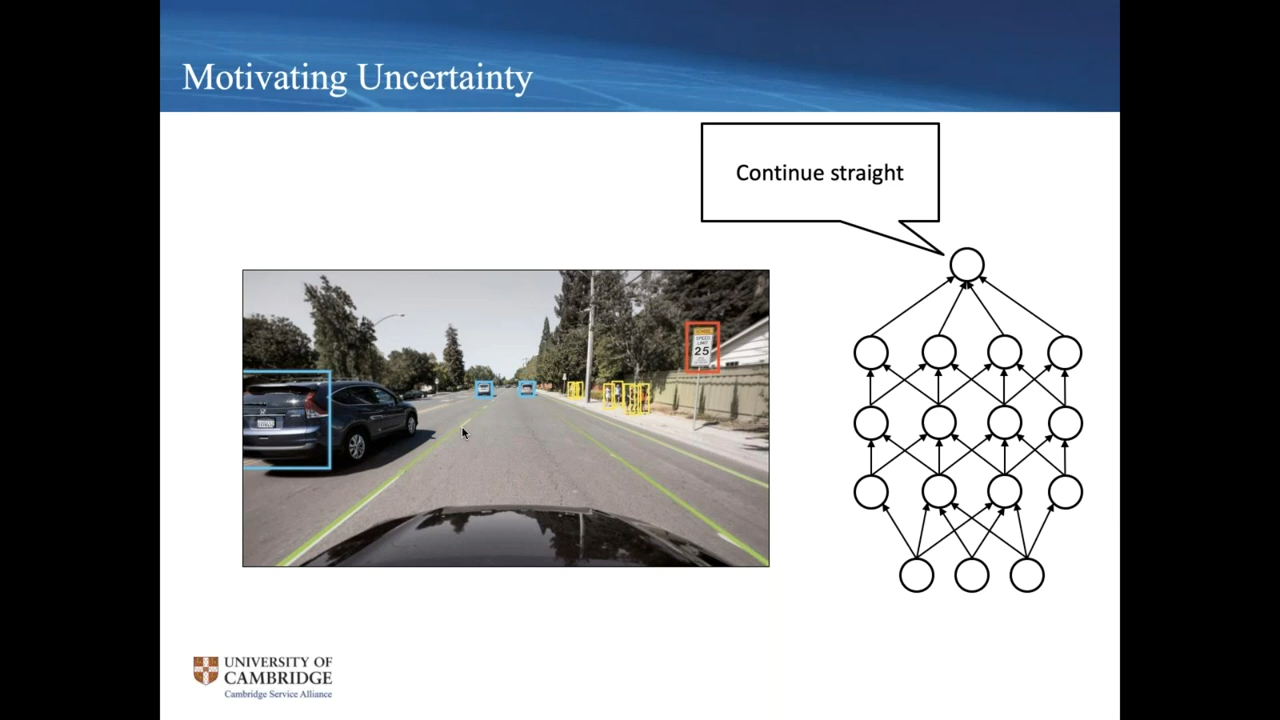 Motivating Uncertainty
Continue straight
SPEED
LIMIT
25
UNIVERSITY OF
CAMBRIDGE
Cambridge Service Alliance